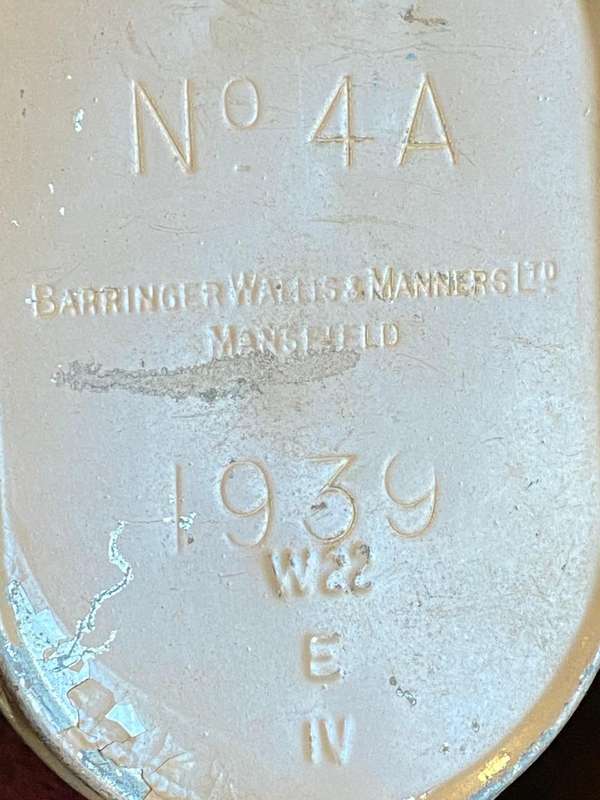 No 4A
BARRINGER WALLIS & MANNERS LTD
MANSFIELD
1939
W22
E
IV